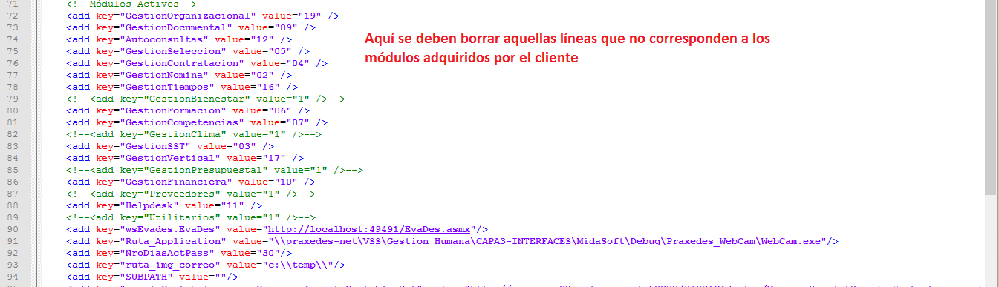 71 <!--Módulos Activos-->
72 <add key="GestionOrganizacional" value="19" />
73 <add key="GestionDocumental" value="09" />
74 <add key="Autoconsultas" value="12" />
Aquí se deben borrar aquellas líneas que no corresponden a los
módulos adquiridos por el cliente
75 <add key="GestionSeleccion" value="05" />
76 <add key="GestionContratacion" value="04" />
77 <add key="GestionNomina" value="02" />
78 <add key="GestionTiempos" value="16" />
79 <!--<add key="GestionBienestar" value="1" />-->
80 <add key="GestionFormacion" value="06" />
81 <add key="GestionCompetencias" value="07" />
82 <!--<add key="GestionClima" value="1" />-->
83 <add key="GestionSST" value="03" />
84 <add key="GestionVertical" value="17" />
85 <!--<add key="GestionPresupuestal" value="1" />-->
86 <add key="GestionFinanciera" value="10" />
87 <!--<add key="Proveedores" value="1" />-->
88 <add key="Helpdesk" value="11" />
89 <!--<add key="Utilitarios" value="1" />-->
90 <add key="wsEvades.EvaDes" value="http://localhost:49491/EvaDes.asmx"/>
91 <add key="Ruta_Application" value="\\praxedes-net\VSS\Gestion Humana\CAPA3-INTERFACES\MidaSoft\Debug\Praxedes_WebCam\WebCam.exe"/>
92 <add key="NroDiasActPass" value="30"/>
93 <add key="ruta_img_correo" value="c:\\temp\\"/>
94 <add key="SUBPATH" value=""/>